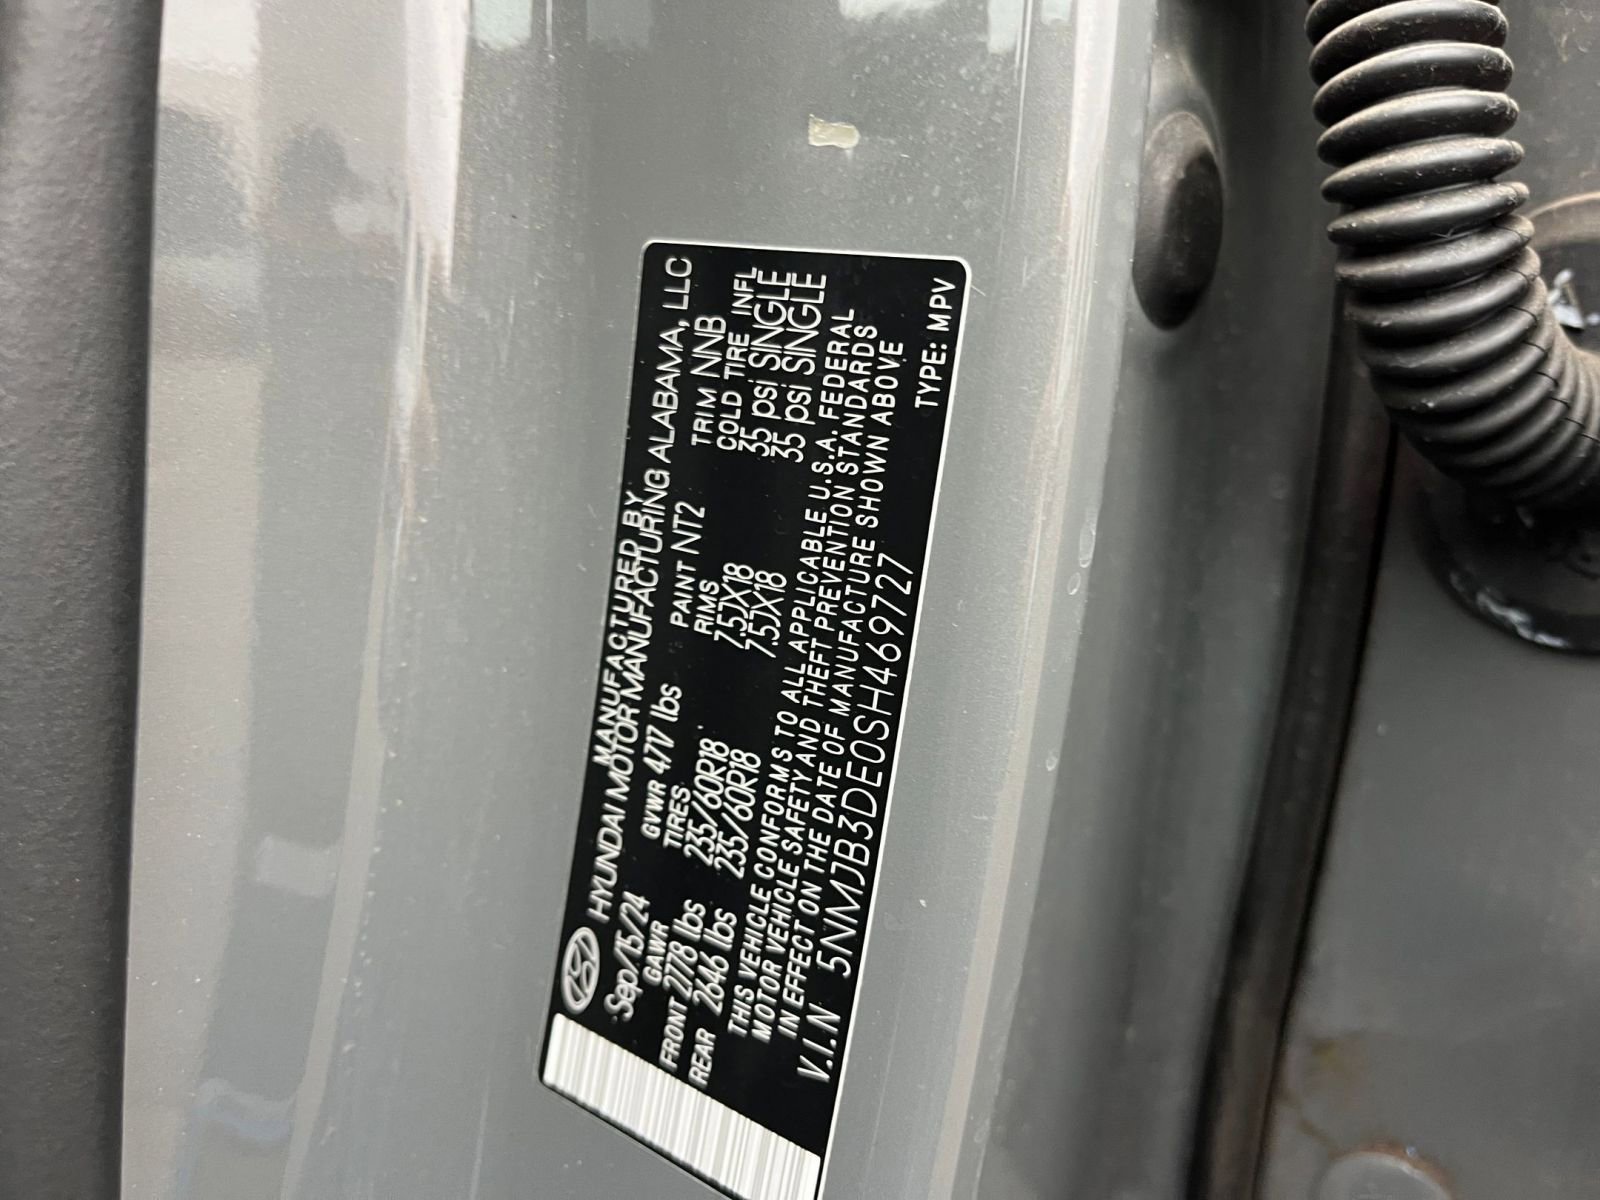 MANUFACTURED BY
HYUNDAI MOTOR MANUFACTURING ALABAMA, LLC
Sep/15/24 GVWR 4717 lbs PAINT NT2 TRIM NNB
GAWR TIRES RIMS COLD TIRE INFL
FRONT 2778 lbs 235/60R18 7.5JX18 35 psi SINGLE
REAR 2646 lbs 235/60R18 7.5JX18 35 psi SINGLE
THIS VEHICLE CONFORMS TO ALL APPLICABLE U.S.A. FEDERAL
MOTOR VEHICLE SAFETY AND THEFT PREVENTION STANDARDS
IN EFFECT ON THE DATE OF MANUFACTURE SHOWN ABOVE
V.I.N 5NMJB3DE0SH469727 TYPE: MPV